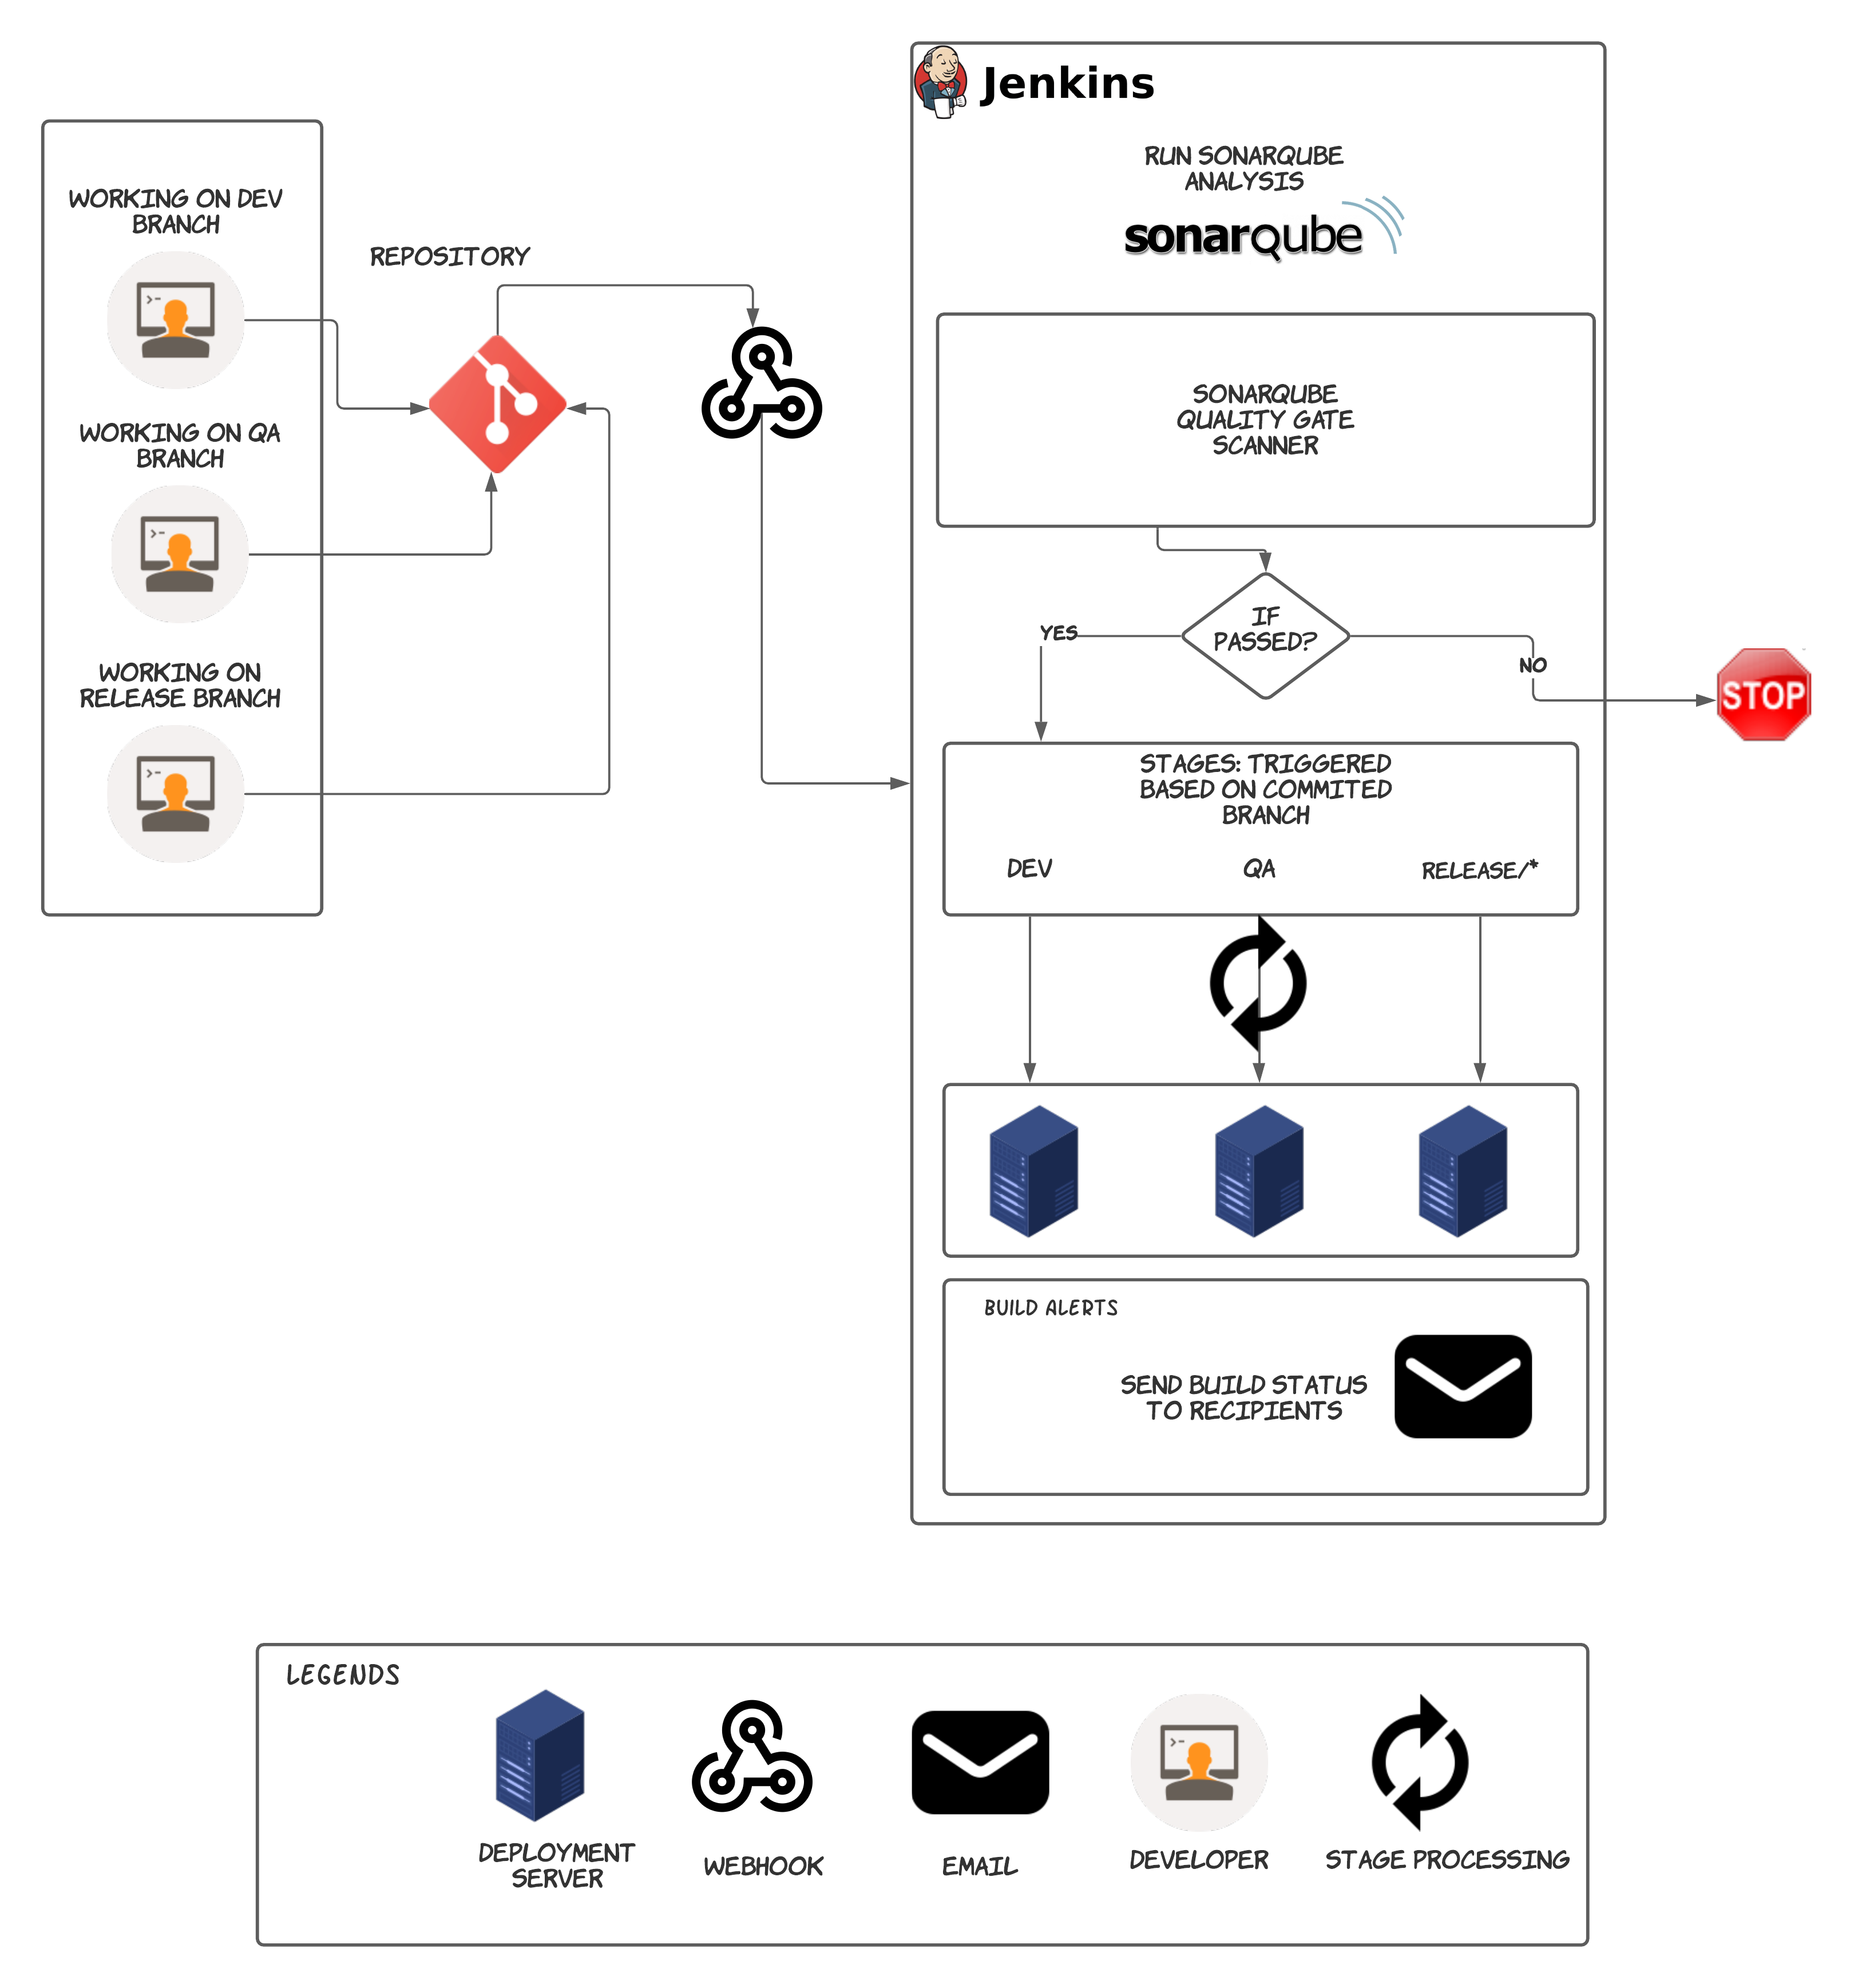 Jenkins
RUN SONARQUBE
ANALYSIS
sonarqube
WORKING ON DEV
BRANCH
REPOSITORY
WORKING ON QA
BRANCH
WORKING ON
RELEASE BRANCH
SONARQUBE
QUALITY GATE
SCANNER
IF
PASSED?
YES
NO
STOP
STAGES: TRIGGERED
BASED ON COMMITED
BRANCH
DEV
QA
RELEASE/*
BUILD ALERTS
SEND BUILD STATUS
TO RECIPIENTS
LEGENDS
DEPLOYMENT
SERVER
WEBHOOK
EMAIL
DEVELOPER
STAGE PROCESSING